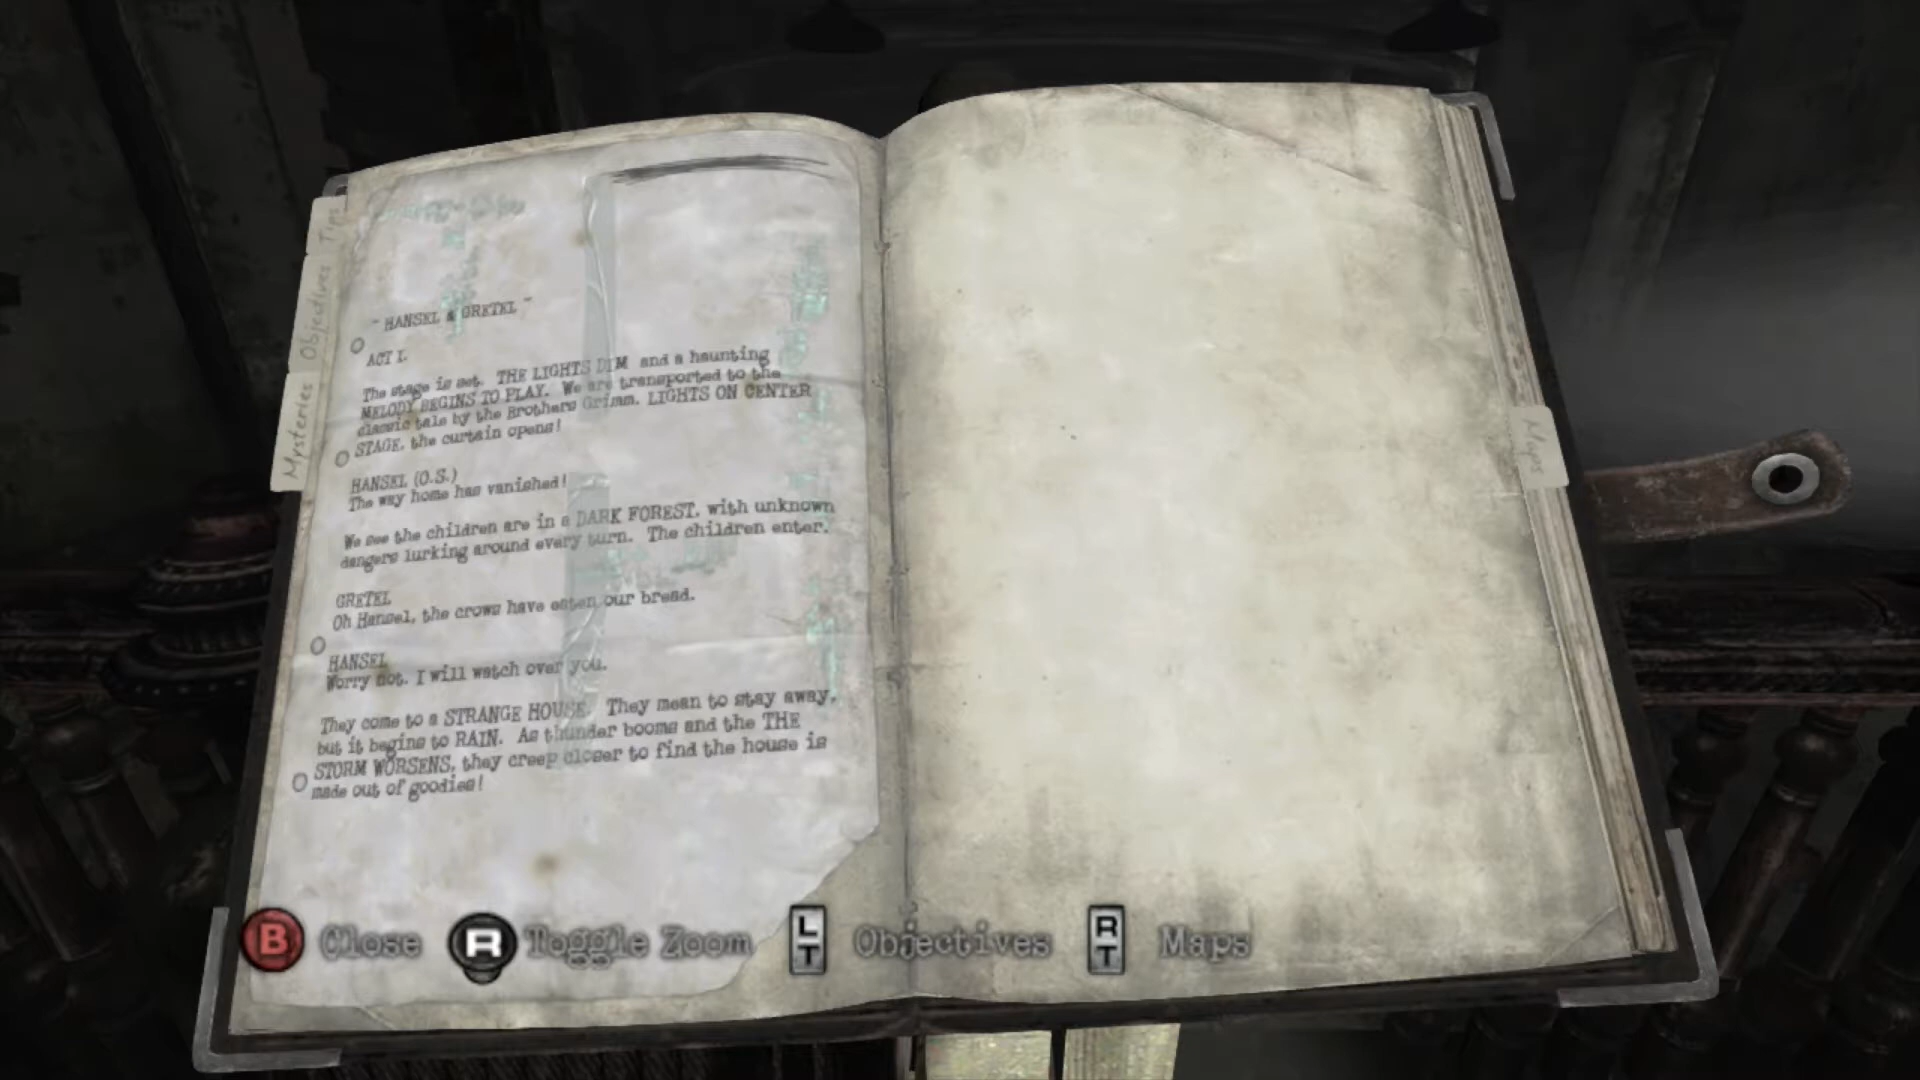 Tips
Objectives
Mysteries
" HANSEL & GRETEL "
ACT I.
The stage is set. THE LIGHTS DIM and a haunting
MELODY BEGINS TO PLAY. We are transported to the
classic tale by the Brothers Grimm. LIGHTS ON CENTER
STAGE, the curtain opens!
HANSEL (O.S.)
The way home has vanished!
We see the children are in a DARK FOREST, with unknown
dangers lurking around every turn. The children enter.
GRETEL
Oh Hansel, the crows have eaten our bread.
HANSEL
Worry not. I will watch over you.
They come to a STRANGE HOUSE. They mean to stay away,
but it begins to RAIN. As thunder booms and the THE
STORM WORSENS, they creep closer to find the house is
made out of goodies!
Maps
B Close R Toggle Zoom LT Objectives RT Maps